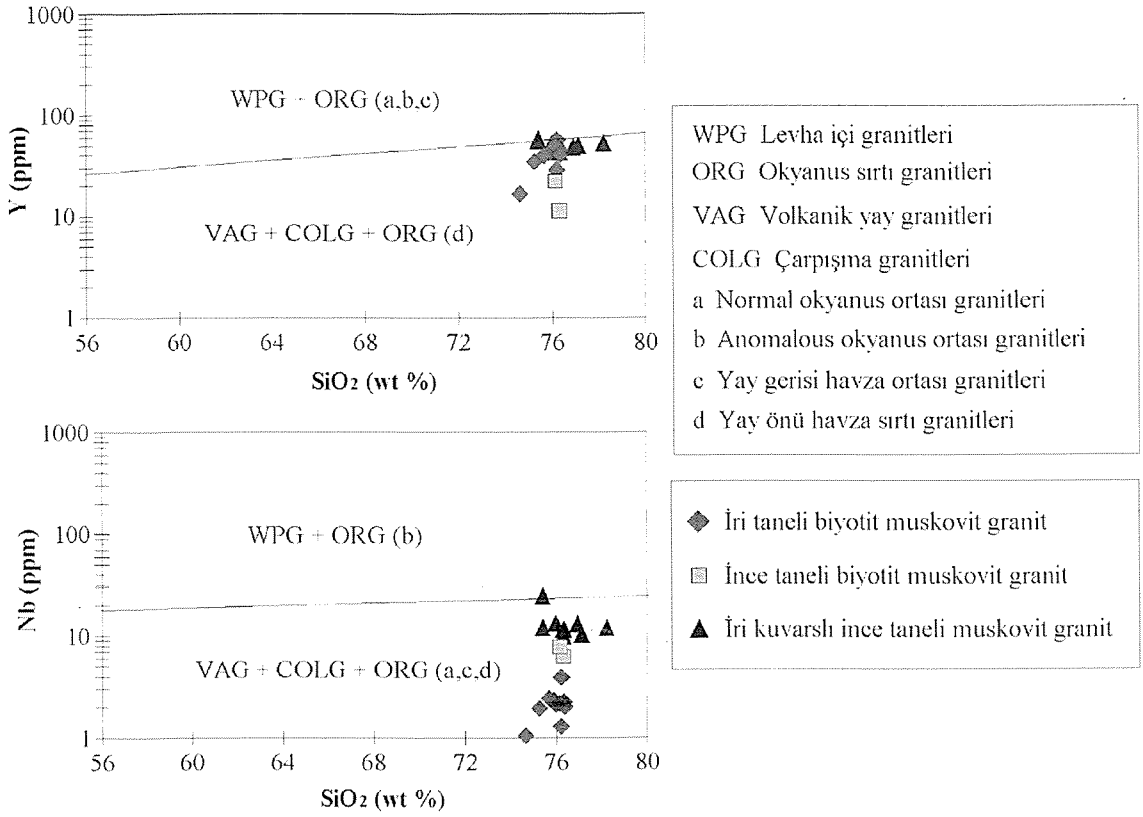 1000
100
10
1
Y (ppm)
WPG + ORG (a,b,c)
VAG + COLG + ORG (d)
56 60 64 68 72 76 80
SiO2 (wt %)
1000
100
10
1
Nb (ppm)
WPG + ORG (b)
VAG + COLG + ORG (a,c,d)
56 60 64 68 72 76 80
SiO2 (wt %)
WPG Levha içi granitleri
ORG Okyanus sırtı granitleri
VAG Volkanik yay granitleri
COLG Çarpışma granitleri
a Normal okyanus ortası granitleri
b Anomalous okyanus ortası granitleri
c Yay gerisi havza ortası granitleri
d Yay önü havza sırtı granitleri
İri taneli biyotit muskovit granit
İnce taneli biyotit muskovit granit
İri kuvarslı ince taneli muskovit granit